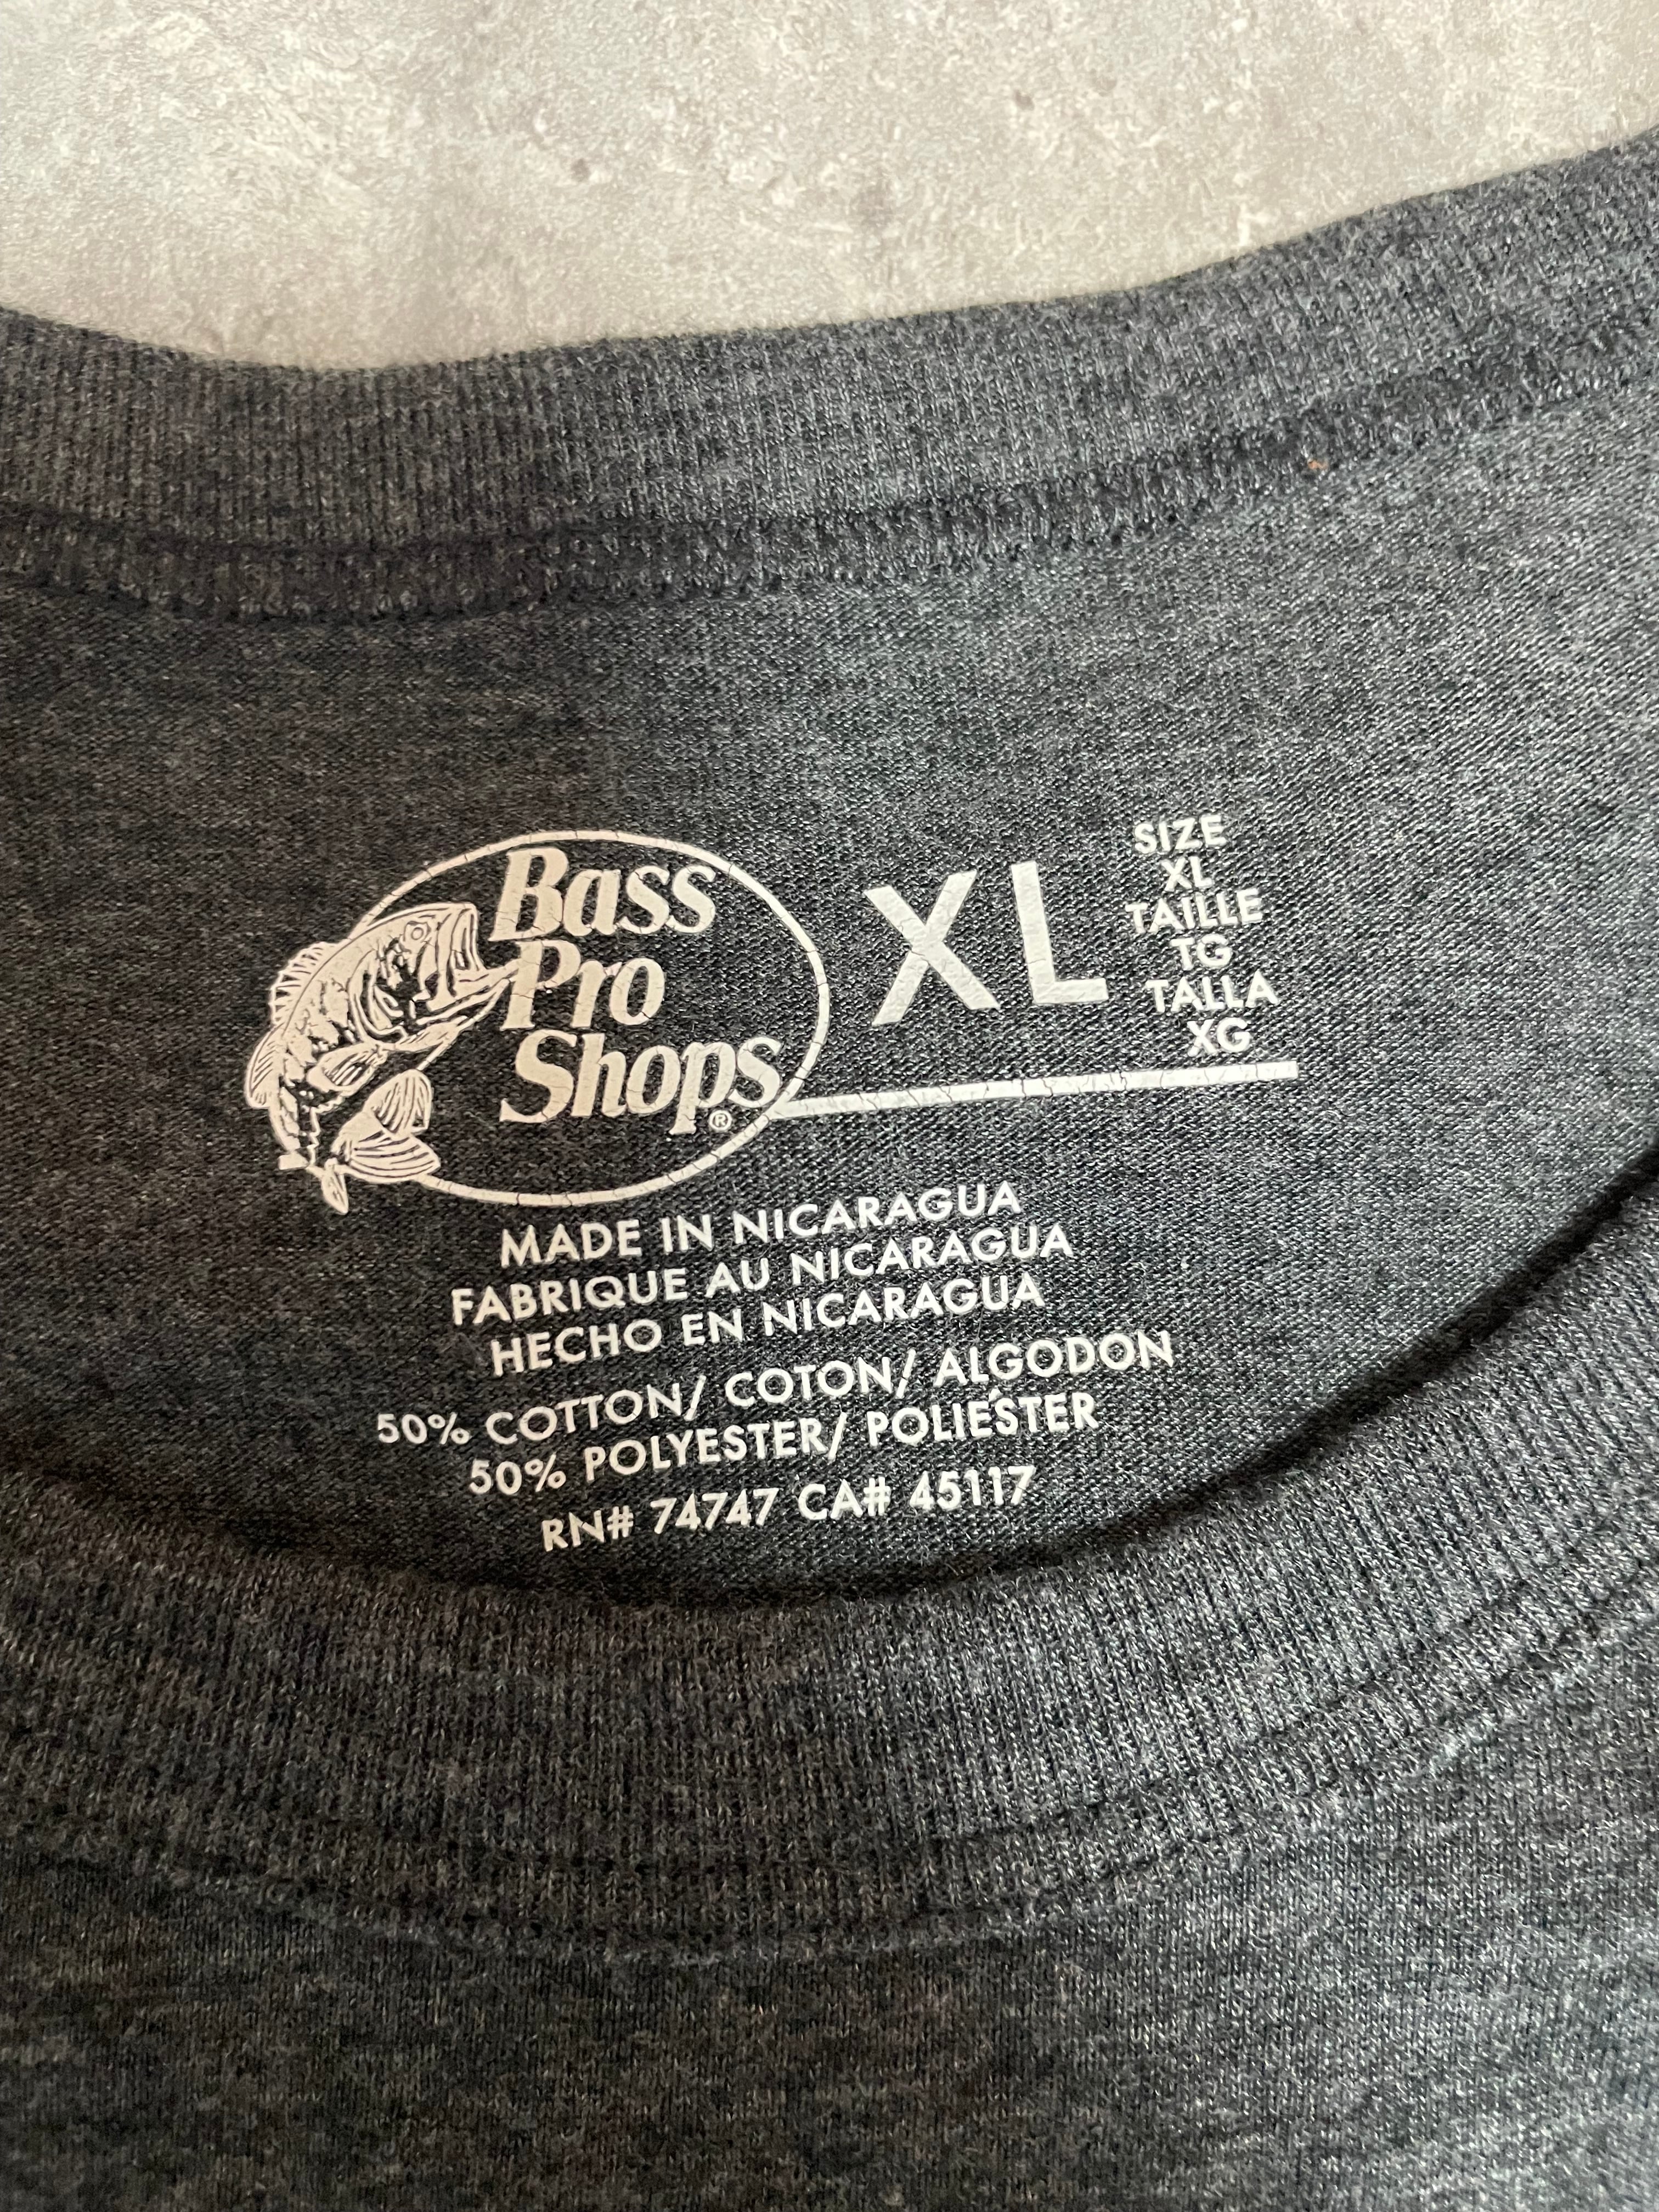 Bass
Pro
Shops®
XL
SIZE
XL
TAILLE
TG
TALLA
XG
MADE IN NICARAGUA
FABRIQUE AU NICARAGUA
HECHO EN NICARAGUA
50% COTTON/ COTON/ ALGODON
50% POLYESTER/ POLIÉSTER
RN# 74747 CA# 45117